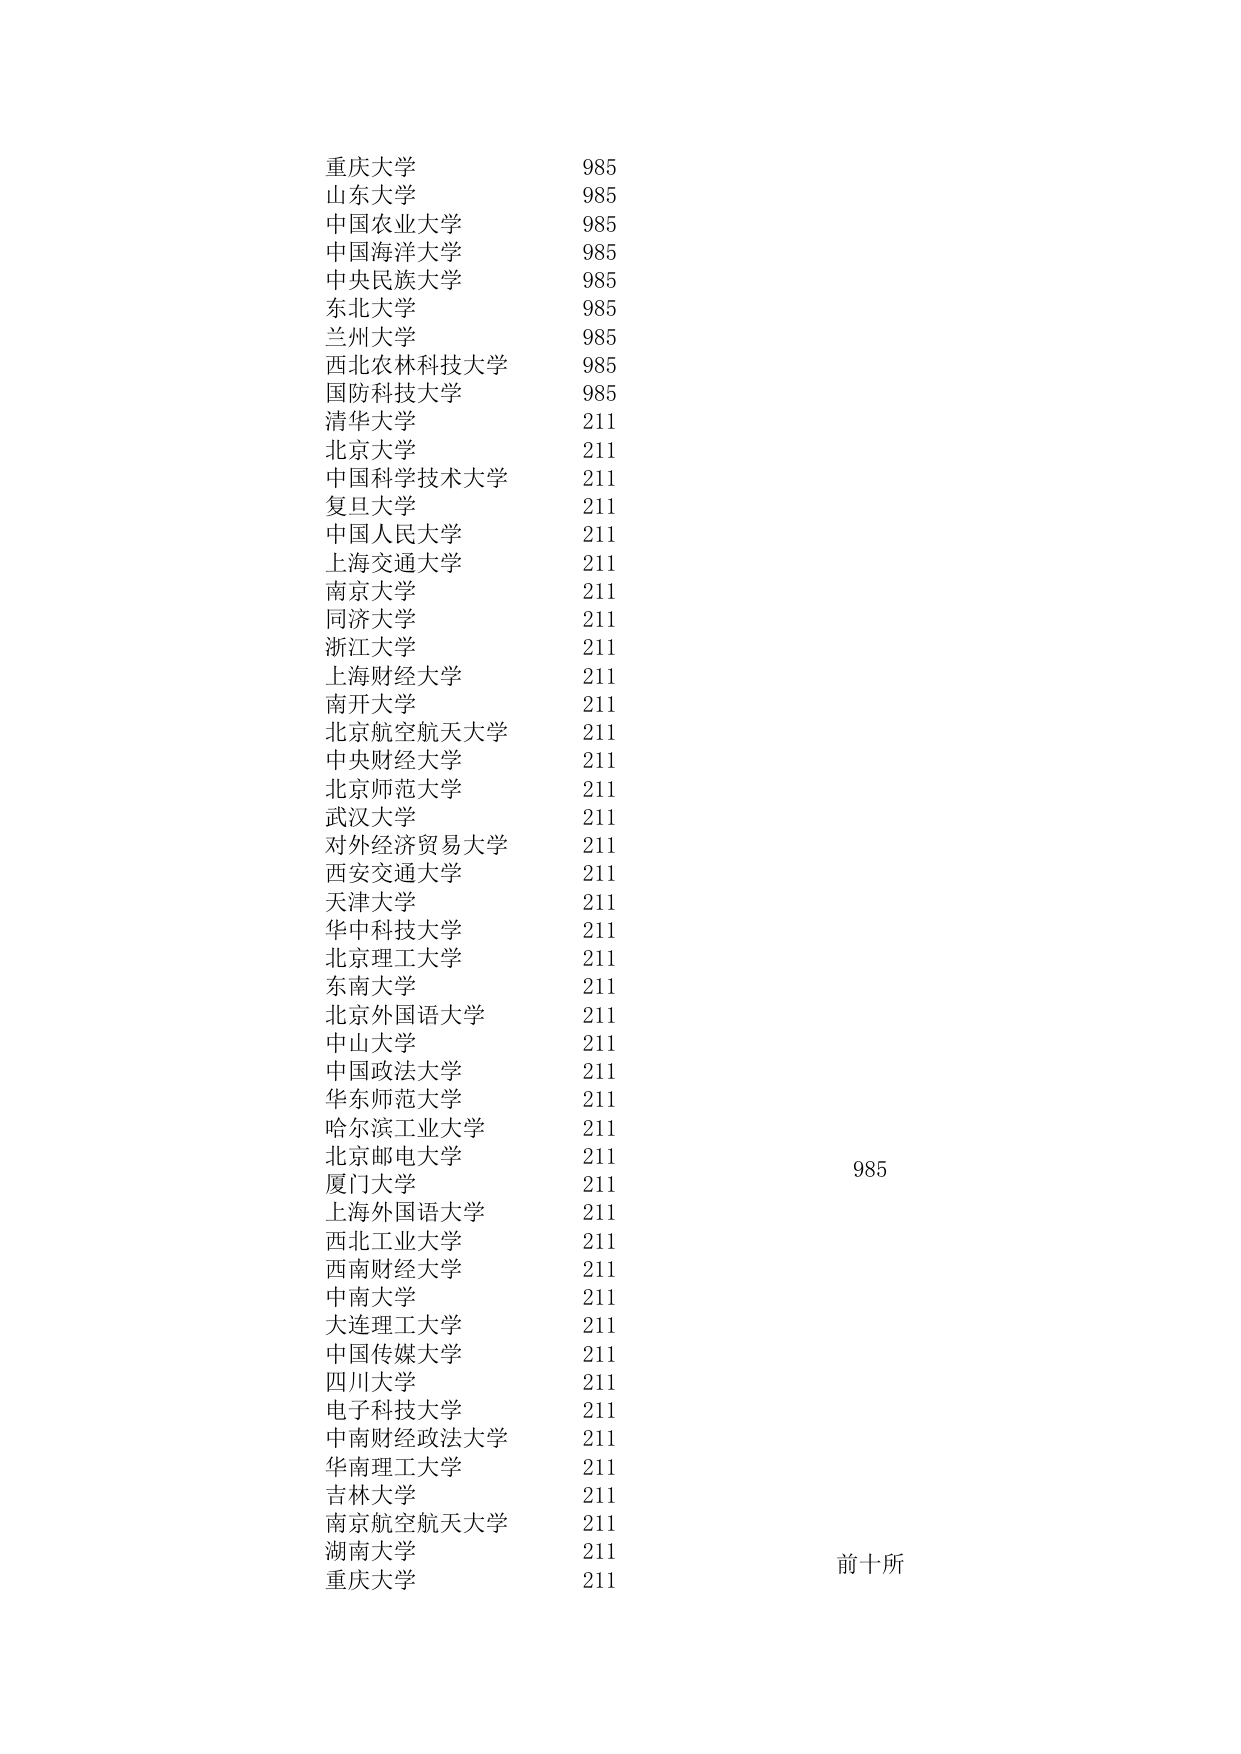 重庆大学 985
山东大学 985
中国农业大学 985
中国海洋大学 985
中央民族大学 985
东北大学 985
兰州大学 985
西北农林科技大学 985
国防科技大学 985
清华大学 211
北京大学 211
中国科学技术大学 211
复旦大学 211
中国人民大学 211
上海交通大学 211
南京大学 211
同济大学 211
浙江大学 211
上海财经大学 211
南开大学 211
北京航空航天大学 211
中央财经大学 211
北京师范大学 211
武汉大学 211
对外经济贸易大学 211
西安交通大学 211
天津大学 211
华中科技大学 211
北京理工大学 211
东南大学 211
北京外国语大学 211
中山大学 211
中国政法大学 211
华东师范大学 211
哈尔滨工业大学 211
北京邮电大学 211
985
厦门大学 211
上海外国语大学 211
西北工业大学 211
西南财经大学 211
中南大学 211
大连理工大学 211
中国传媒大学 211
四川大学 211
电子科技大学 211
中南财经政法大学 211
华南理工大学 211
吉林大学 211
南京航空航天大学 211
湖南大学 211
前十所
重庆大学 211